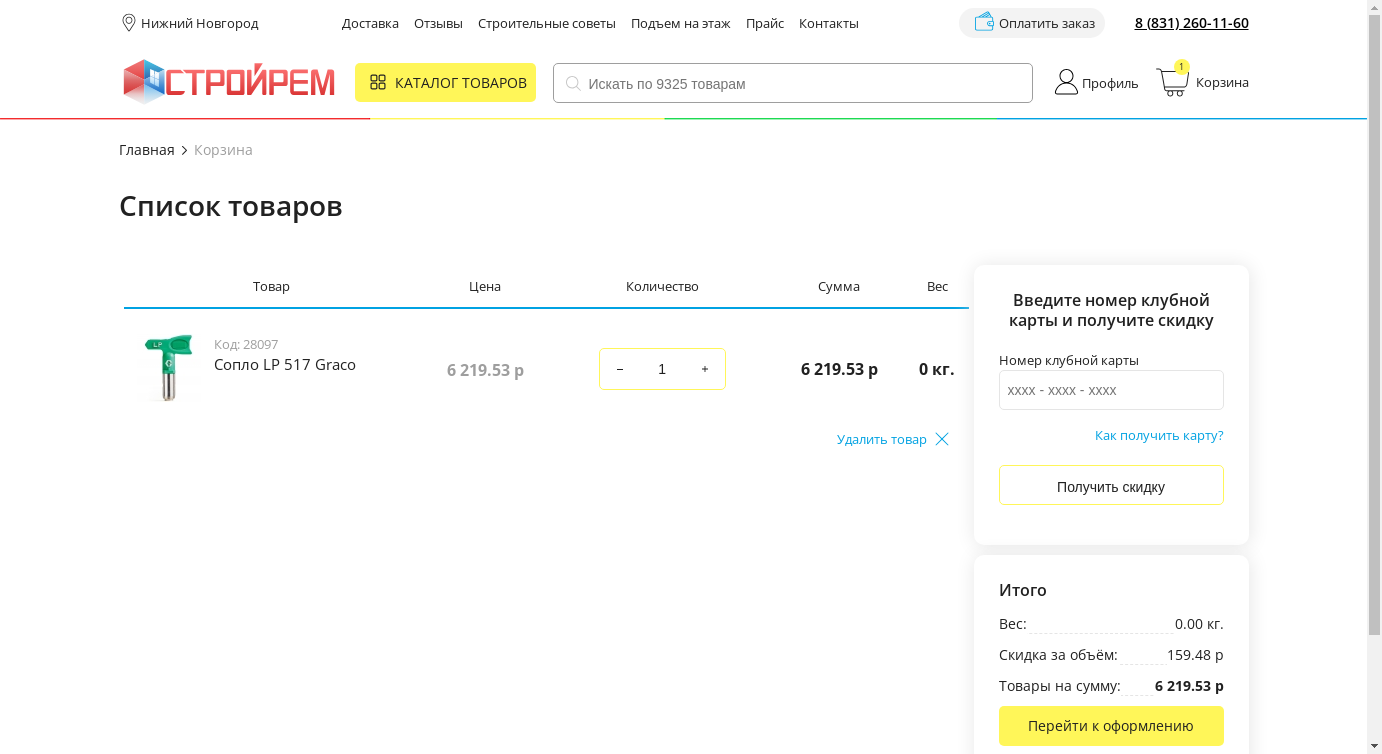 Нижний Новгород
Доставка Отзывы Строительные советы Подъем на этаж Прайс Контакты
Оплатить заказ
8 (831) 260-11-60
СТРОЙРЕМ
КАТАЛОГ ТОВАРОВ
Искать по 9325 товарам
Профиль
1
Корзина
Главная > Корзина
Список товаров
Товар Цена Количество Сумма Вес
Код: 28097
Сопло LP 517 Graco
6 219.53 р
− 1 +
6 219.53 р
0 кг.
Удалить товар
Введите номер клубной
карты и получите скидку
Номер клубной карты
xxxx - xxxx - xxxx
Как получить карту?
Получить скидку
Итого
Вес: 0.00 кг.
Скидка за объём: 159.48 р
Товары на сумму: 6 219.53 р
Перейти к оформлению